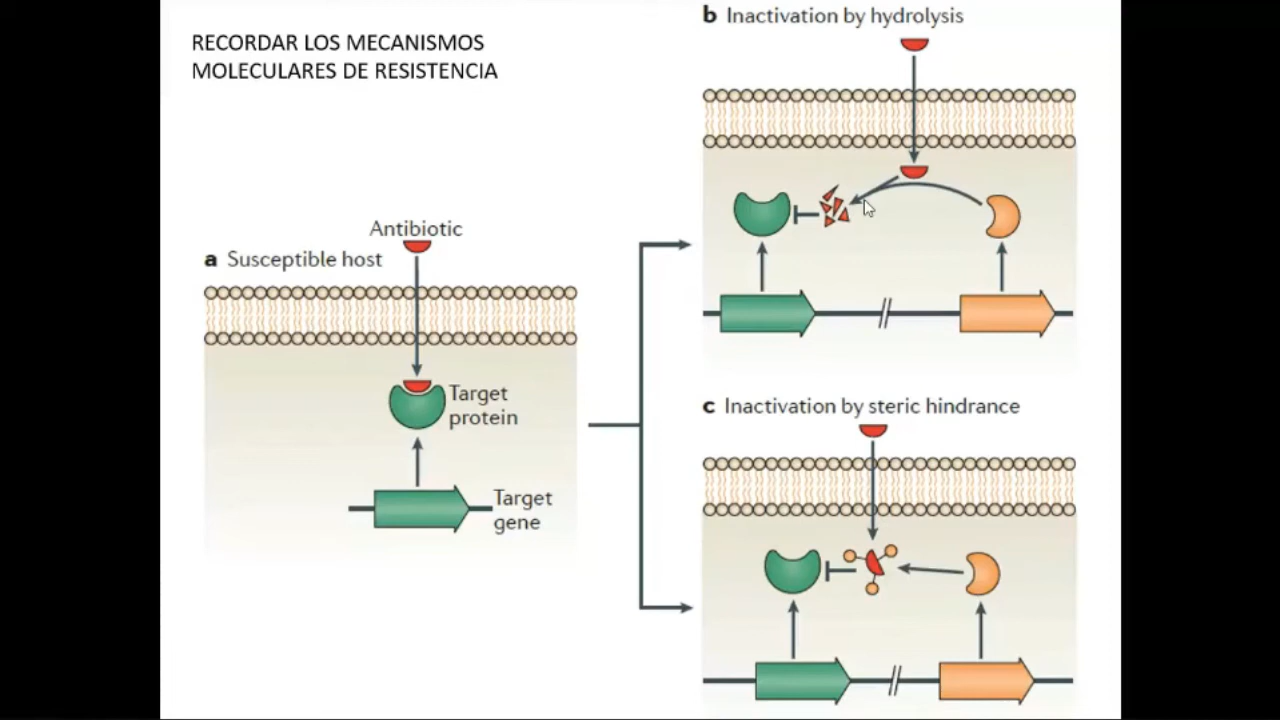 RECORDAR LOS MECANISMOS
MOLECULARES DE RESISTENCIA
Antibiotic
a Susceptible host
Target
protein
Target
gene
b Inactivation by hydrolysis
c Inactivation by steric hindrance